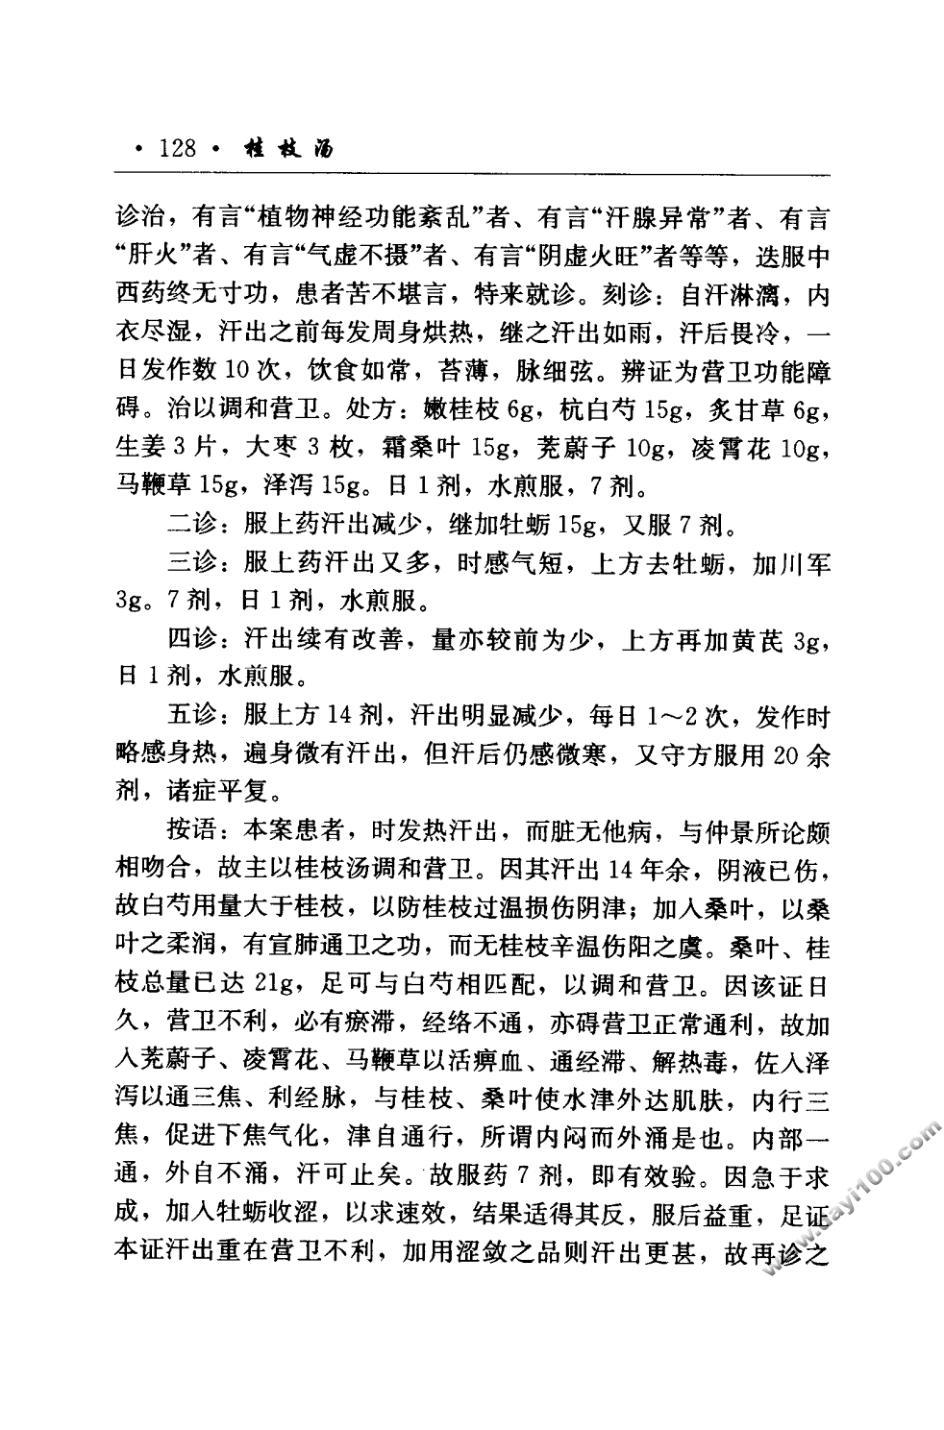 ·128· 桂枝汤
诊治，有言“植物神经功能紊乱”者、有言“汗腺异常”者、有言
“肝火”者、有言“气虚不摄”者、有言“阴虚火旺”者等等，迭服中
西药终无寸功，患者苦不堪言，特来就诊。刻诊：自汗淋漓，内
衣尽湿，汗出之前每发周身烘热，继之汗出如雨，汗后畏冷，一
日发作数10次，饮食如常，苔薄，脉细弦。辨证为营卫功能障
碍。治以调和营卫。处方：嫩桂枝6g，杭白芍15g，炙甘草6g，
生姜3片，大枣3枚，霜桑叶15g，茺蔚子10g，凌霄花10g，
马鞭草15g，泽泻15g。日1剂，水煎服，7剂。
二诊：服上药汗出减少，继加牡蛎15g，又服7剂。
三诊：服上药汗出又多，时感气短，上方去牡蛎，加川军
3g。7剂，日1剂，水煎服。
四诊：汗出续有改善，量亦较前为少，上方再加黄芪3g，
日1剂，水煎服。
五诊：服上方14剂，汗出明显减少，每日1～2次，发作时
略感身热，遍身微有汗出，但汗后仍感微寒，又守方服用20余
剂，诸症平复。
按语：本案患者，时发热汗出，而脏无他病，与仲景所论颇
相吻合，故主以桂枝汤调和营卫。因其汗出14年余，阴液已伤，
故白芍用量大于桂枝，以防桂枝过温损伤阴津；加入桑叶，以桑
叶之柔润，有宣肺通卫之功，而无桂枝辛温伤阳之虞。桑叶、桂
枝总量已达21g，足可与白芍相匹配，以调和营卫。因该证日
久，营卫不利，必有瘀滞，经络不通，亦碍营卫正常通利，故加
入茺蔚子、凌霄花、马鞭草以活痹血、通经滞、解热毒，佐入泽
泻以通三焦、利经脉，与桂枝、桑叶使水津外达肌肤，内行三
焦，促进下焦气化，津自通行，所谓内闷而外涌是也。内部一
通，外自不涌，汗可止矣。故服药7剂，即有效验。因急于求
成，加入牡蛎收涩，以求速效，结果适得其反，服后益重，足证
本证汗出重在营卫不利，加用涩敛之品则汗出更甚，故再诊之
www.dayi100.com